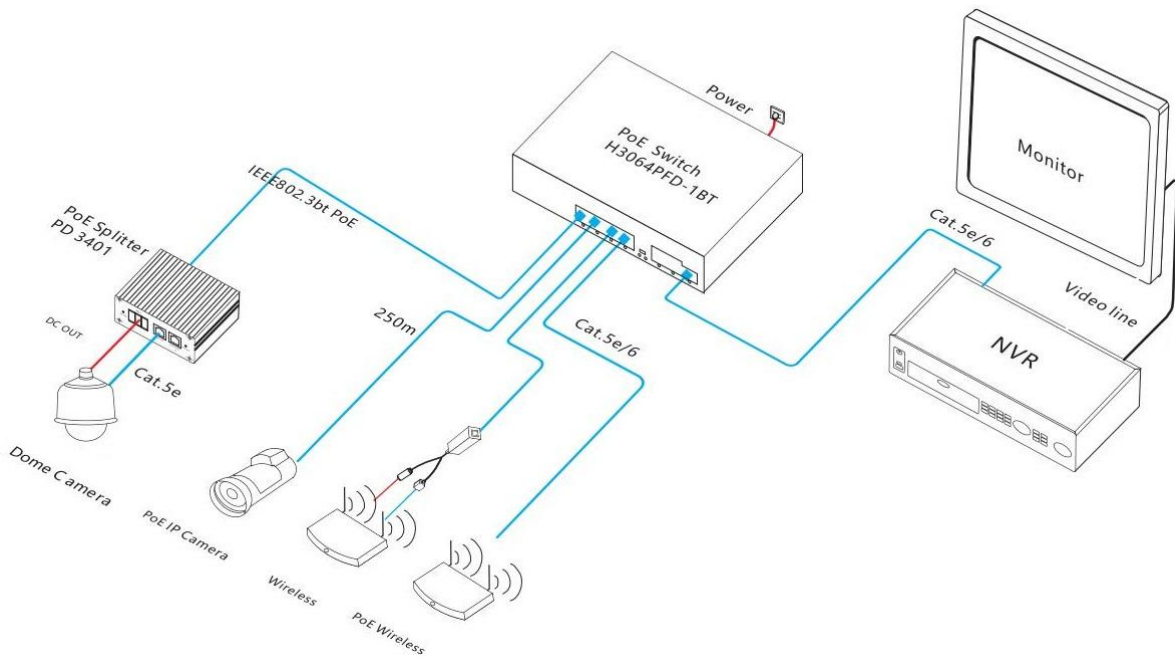 Power
PoE Switch
H3064PFD-1BT
Monitor
IEEE802.3bt PoE
PoE Splitter
PD 3401
Cat.5e/6
Video line
250m
Cat.5e/6
NVR
DC OUT
Cat.5e
Dome Camera
PoE IP Camera
Wireless
PoE Wireless